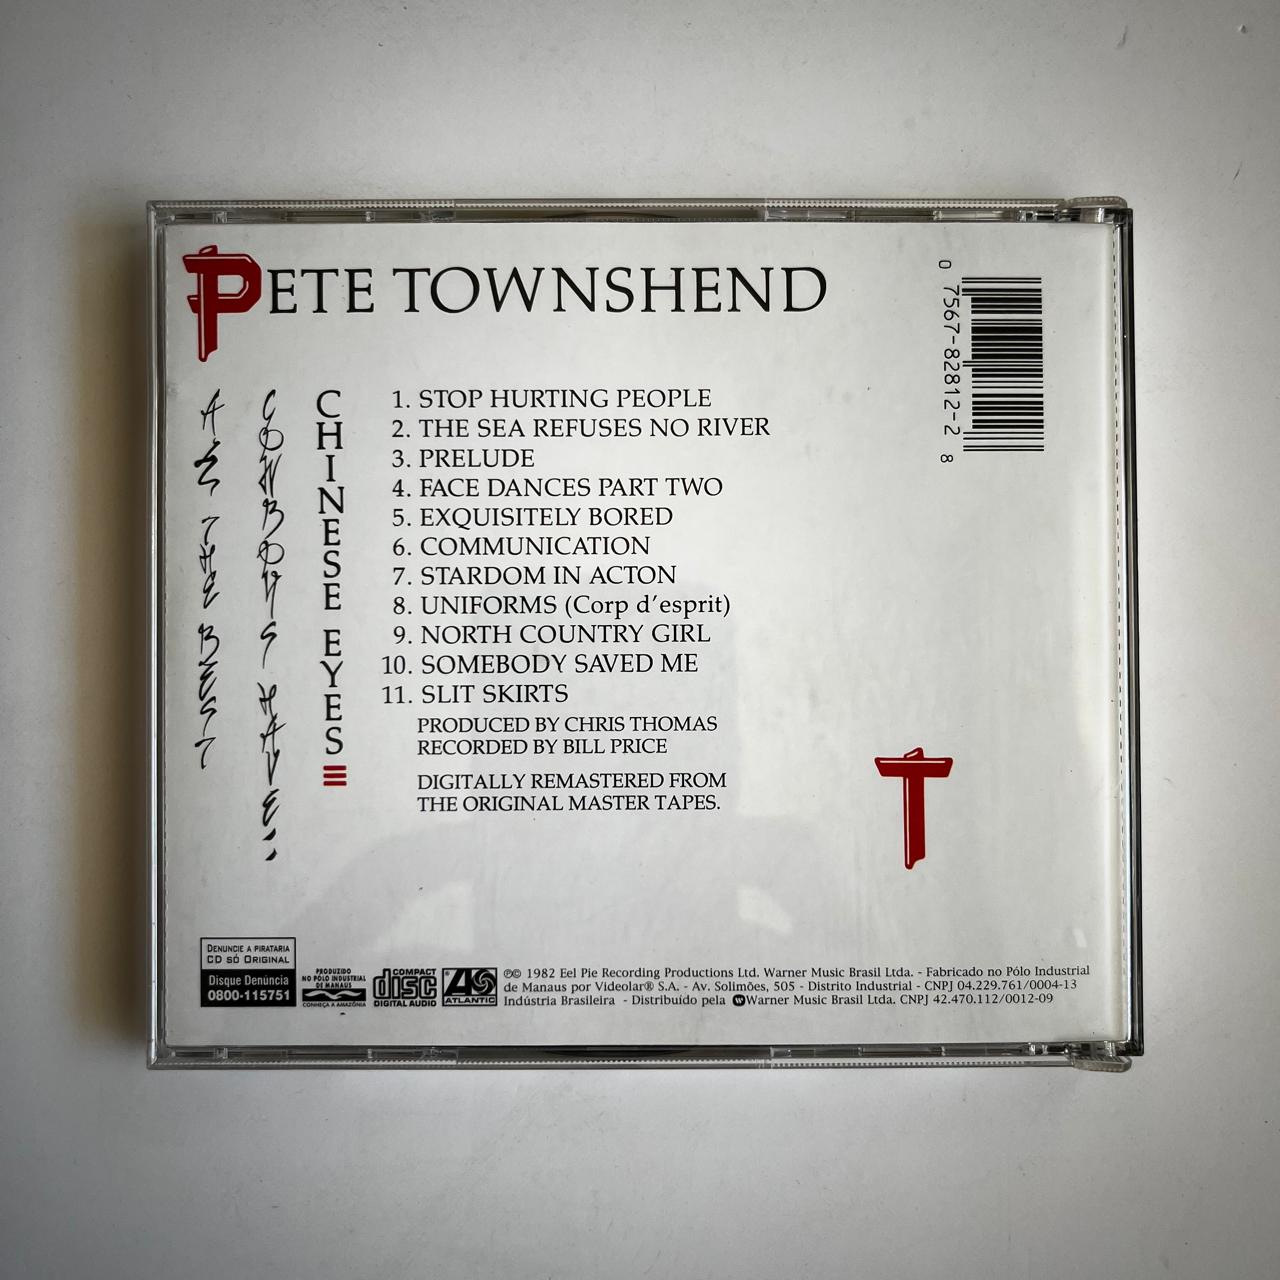 PETE TOWNSHEND
ALL THE BEST
COWBOYS HAVE..
CHINESE EYES
1. STOP HURTING PEOPLE
2. THE SEA REFUSES NO RIVER
3. PRELUDE
4. FACE DANCES PART TWO
5. EXQUISITELY BORED
6. COMMUNICATION
7. STARDOM IN ACTON
8. UNIFORMS (Corp d'esprit)
9. NORTH COUNTRY GIRL
10. SOMEBODY SAVED ME
11. SLIT SKIRTS
PRODUCED BY CHRIS THOMAS
RECORDED BY BILL PRICE
DIGITALLY REMASTERED FROM
THE ORIGINAL MASTER TAPES.
0 7567-82812-2 8
T
DENUNCIE A PIRATARIA
CD SÓ ORIGINAL
Disque Denúncia
0800-115751
PRODUZIDO
NO PÓLO INDUSTRIAL
DE MANAUS
CONHEÇA A AMAZÔNIA
COMPACT
disc
DIGITAL AUDIO
ATLANTIC
℗© 1982 Eel Pie Recording Productions Ltd. Warner Music Brasil Ltda. - Fabricado no Pólo Industrial
de Manaus por Videolar® S.A. - Av. Solimões, 505 - Distrito Industrial - CNPJ 04.229.761/0004-13
Indústria Brasileira - Distribuído pela Warner Music Brasil Ltda. CNPJ 42.470.112/0012-09